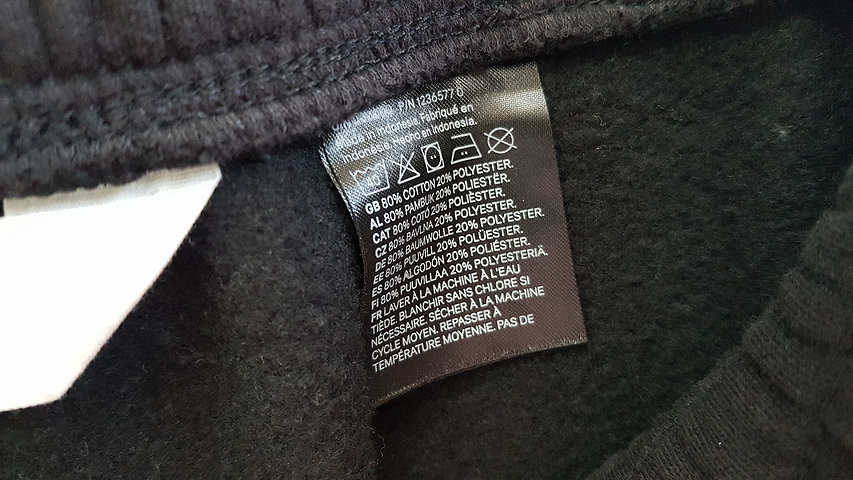 P/N 1236577 0
Made in Indonesia. Fabriqué en
Indonesia. Hecho en Indonesia.
GB 80% COTTON 20% POLYESTER.
AL 80% PAMBUK 20% POLIESTËR.
CAT 80% COTÓ 20% POLIÈSTER.
CZ 80% BAVLNA 20% POLYESTER.
DE 80% BAUMWOLLE 20% POLYESTER.
EE 80% PUUVILL 20% POLÜESTER.
ES 80% ALGODÓN 20% POLIÉSTER.
FI 80% PUUVILLAA 20% POLYESTERIÄ.
FR LAVER À LA MACHINE À L'EAU
TIÈDE. BLANCHIR SANS CHLORE SI
NÉCESSAIRE. SÉCHER À LA MACHINE
CYCLE MOYEN. REPASSER À
TEMPÉRATURE MOYENNE. PAS DE